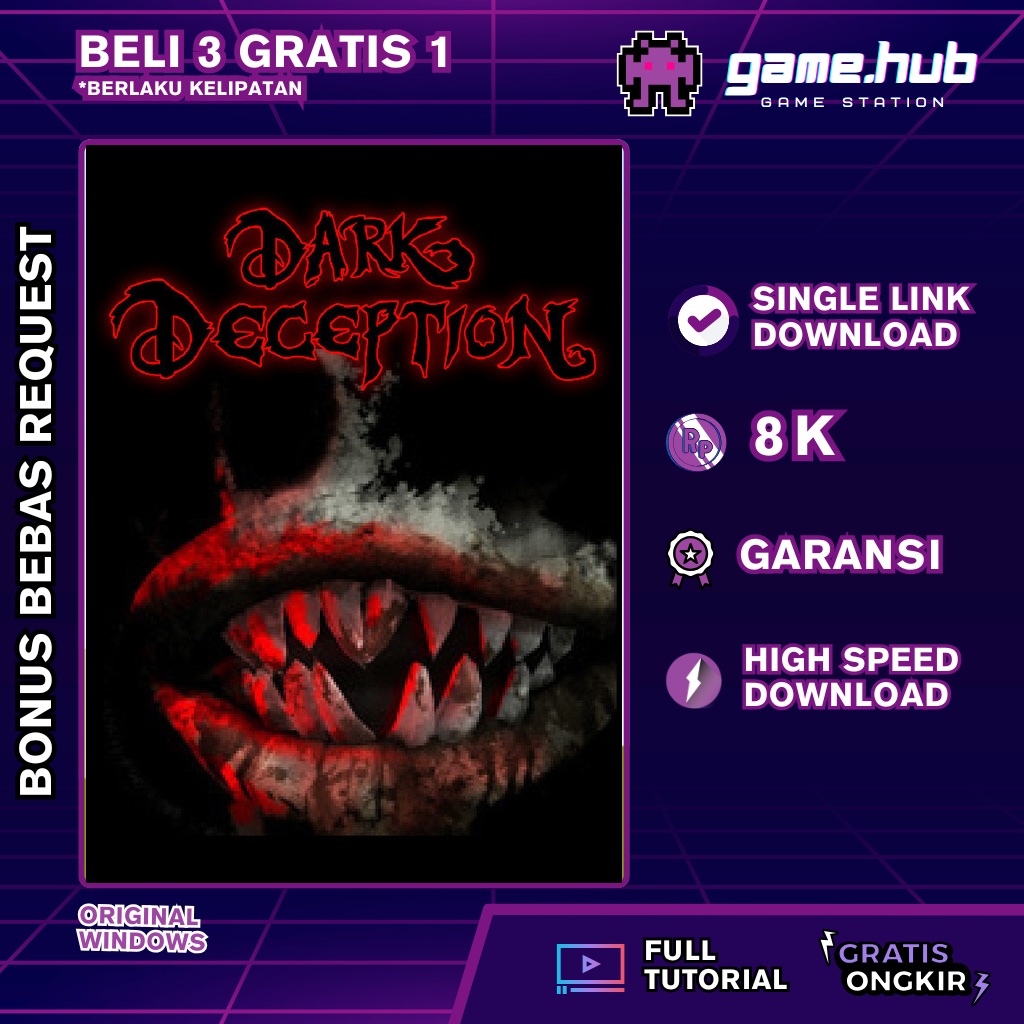 BELI 3 GRATIS 1
*BERLAKU KELIPATAN
game.hub
GAME STATION
BONUS BEBAS REQUEST
DARK
DECEPTION
SINGLE LINK
DOWNLOAD
Rp
8K
GARANSI
HIGH SPEED
DOWNLOAD
ORIGINAL
WINDOWS
FULL
TUTORIAL
GRATIS
ONGKIR